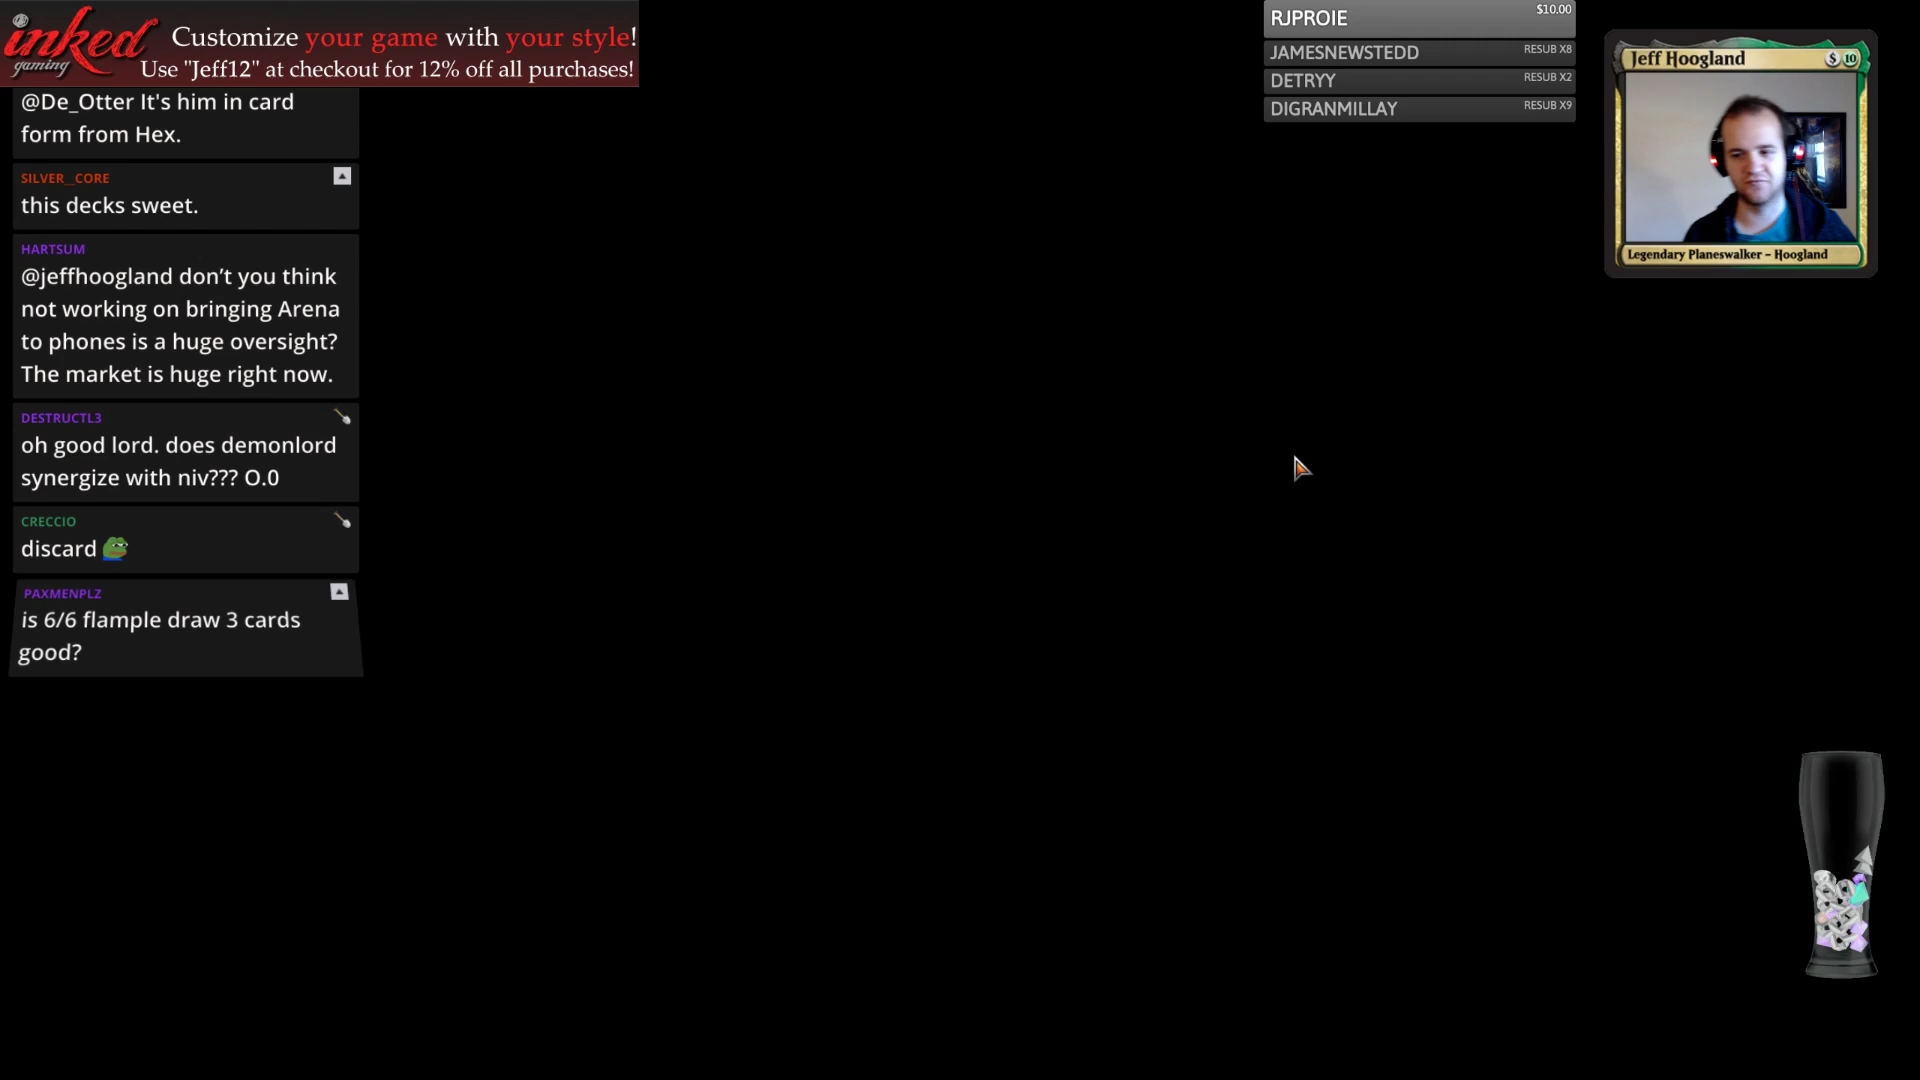 inked
gaming
Customize your game with your style!
Use "Jeff12" at checkout for 12% off all purchases!
@De_Otter It's him in card
form from Hex.
SILVER_CORE
this decks sweet.
HARTSUM
@jeffhoogland don't you think
not working on bringing Arena
to phones is a huge oversight?
The market is huge right now.
DESTRUCTL3
oh good lord. does demonlord
synergize with niv??? O.0
CRECCIO
discard
PAXMENPLZ
is 6/6 flample draw 3 cards
good?
RJPROIE $10.00
JAMESNEWSTEDD RESUB X8
DETRYY RESUB X2
DIGRANMILLAY RESUB X9
Jeff Hoogland $ 10
Legendary Planeswalker - Hoogland